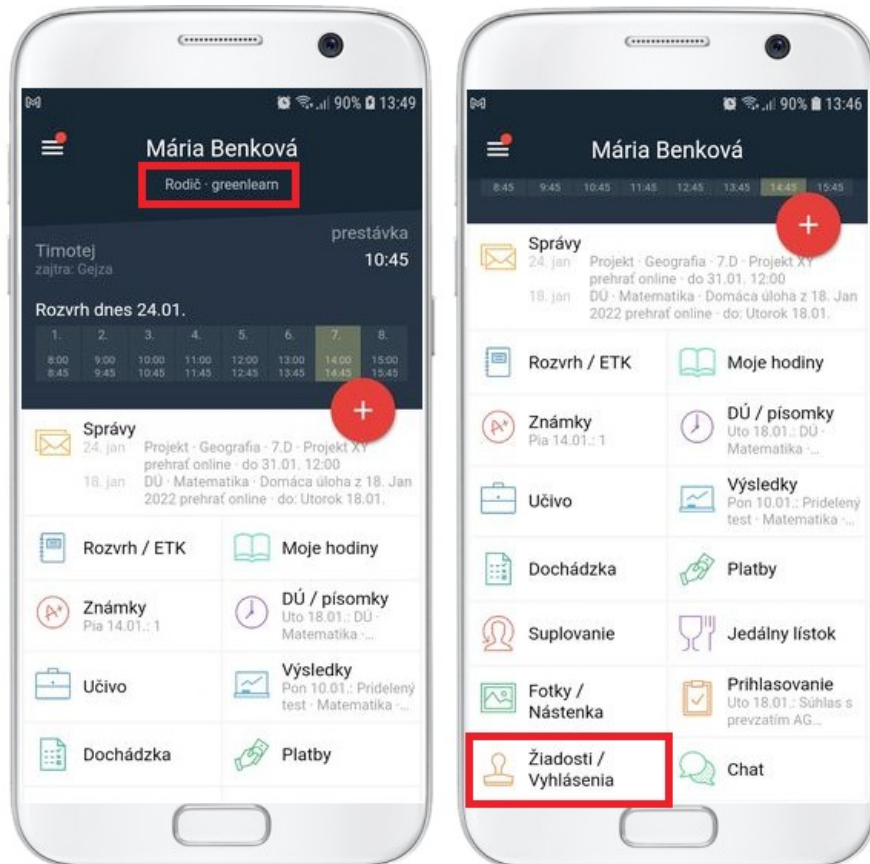 90% 13:49
Mária Benková
Rodič · greenlearn
Timotej
zajtra: Gejza
prestávka
10:45
Rozvrh dnes 24.01.
1. 2. 3. 4. 5. 6. 7. 8.
8:00 9:00 10:00 11:00 12:00 13:00 14:00 15:00
8:45 9:45 10:45 11:45 12:45 13:45 14:45 15:45
+
Správy
24. jan Projekt · Geografia · 7.D · Projekt XY
prehrať online · do 31.01. 12:00
18. jan DÚ · Matematika · Domáca úloha z 18. Jan
2022 prehrať online · do: Utorok 18.01.
Rozvrh / ETK
Moje hodiny
A+
Známky
Pia 14.01.: 1
DÚ / písomky
Uto 18.01.: DÚ ·
Matematika ·...
Učivo
Výsledky
Pon 10.01.: Pridelený
test · Matematika ·...
Dochádzka
Platby
90% 13:46
Mária Benková
8:45 9:45 10:45 11:45 12:45 13:45 14:45 15:45
+
Správy
24. jan Projekt · Geografia · 7.D · Projekt XY
prehrať online · do 31.01. 12:00
18. jan DÚ · Matematika · Domáca úloha z 18. Jan
2022 prehrať online · do: Utorok 18.01.
Rozvrh / ETK
Moje hodiny
A+
Známky
Pia 14.01.: 1
DÚ / písomky
Uto 18.01.: DÚ ·
Matematika ·...
Učivo
Výsledky
Pon 10.01.: Pridelený
test · Matematika ·...
Dochádzka
Platby
Suplovanie
Jedálny lístok
Fotky /
Nástenka
Prihlasovanie
Uto 18.01.: Súhlas s
prevzatím AG...
Žiadosti /
Vyhlásenia
Chat